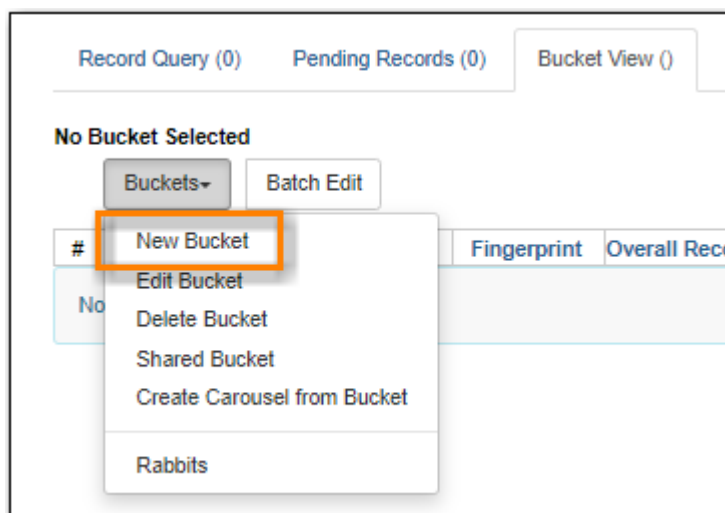 Record Query (0) Pending Records (0) Bucket View ()
No Bucket Selected
Buckets Batch Edit
# Fingerprint Overall Reco
New Bucket
Edit Bucket
No
Delete Bucket
Shared Bucket
Create Carousel from Bucket
Rabbits